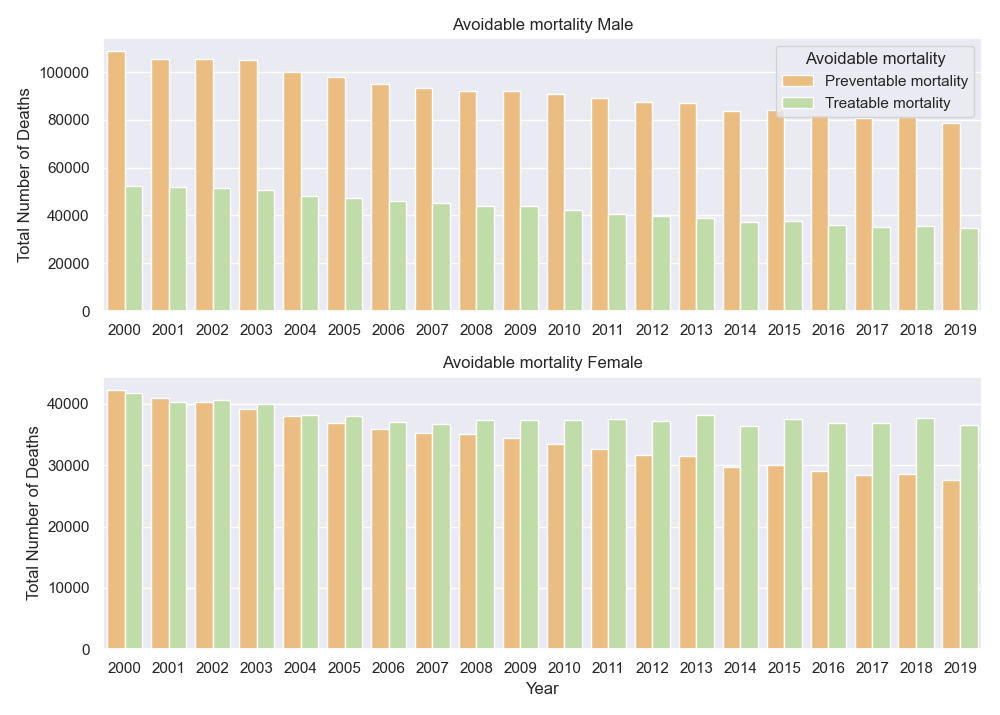 Avoidable mortality Male
Total Number of Deaths
100000
80000
60000
40000
20000
0
Avoidable mortality
Preventable mortality
Treatable mortality
2000 2001 2002 2003 2004 2005 2006 2007 2008 2009 2010 2011 2012 2013 2014 2015 2016 2017 2018 2019
Avoidable mortality Female
Total Number of Deaths
40000
30000
20000
10000
0
2000 2001 2002 2003 2004 2005 2006 2007 2008 2009 2010 2011 2012 2013 2014 2015 2016 2017 2018 2019
Year